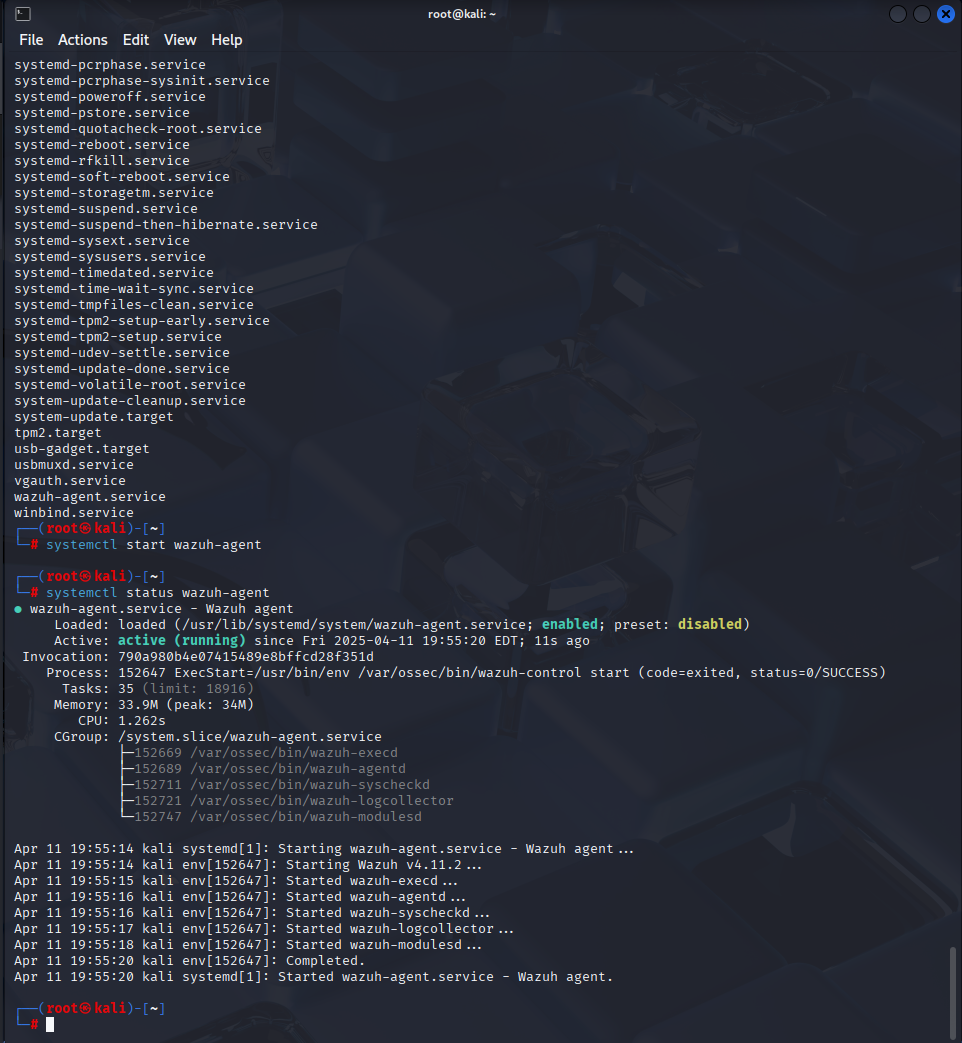 root@kali: ~
File Actions Edit View Help
systemd-pcrphase.service
systemd-pcrphase-sysinit.service
systemd-poweroff.service
systemd-pstore.service
systemd-quotacheck-root.service
systemd-reboot.service
systemd-rfkill.service
systemd-soft-reboot.service
systemd-storagetm.service
systemd-suspend.service
systemd-suspend-then-hibernate.service
systemd-sysext.service
systemd-sysusers.service
systemd-timedated.service
systemd-time-wait-sync.service
systemd-tmpfiles-clean.service
systemd-tpm2-setup-early.service
systemd-tpm2-setup.service
systemd-udev-settle.service
systemd-update-done.service
systemd-volatile-root.service
system-update-cleanup.service
system-update.target
tpm2.target
usb-gadget.target
usbmuxd.service
vgauth.service
wazuh-agent.service
winbind.service
┌──(root㉿kali)-[~]
└─# systemctl start wazuh-agent
┌──(root㉿kali)-[~]
└─# systemctl status wazuh-agent
● wazuh-agent.service - Wazuh agent
Loaded: loaded (/usr/lib/systemd/system/wazuh-agent.service; enabled; preset: disabled)
Active: active (running) since Fri 2025-04-11 19:55:20 EDT; 11s ago
Invocation: 790a980b4e07415489e8bffcd28f351d
Process: 152647 ExecStart=/usr/bin/env /var/ossec/bin/wazuh-control start (code=exited, status=0/SUCCESS)
Tasks: 35 (limit: 18916)
Memory: 33.9M (peak: 34M)
CPU: 1.262s
CGroup: /system.slice/wazuh-agent.service
├─152669 /var/ossec/bin/wazuh-execd
├─152689 /var/ossec/bin/wazuh-agentd
├─152711 /var/ossec/bin/wazuh-syscheckd
├─152721 /var/ossec/bin/wazuh-logcollector
└─152747 /var/ossec/bin/wazuh-modulesd
Apr 11 19:55:14 kali systemd[1]: Starting wazuh-agent.service - Wazuh agent...
Apr 11 19:55:14 kali env[152647]: Starting Wazuh v4.11.2...
Apr 11 19:55:15 kali env[152647]: Started wazuh-execd...
Apr 11 19:55:16 kali env[152647]: Started wazuh-agentd...
Apr 11 19:55:16 kali env[152647]: Started wazuh-syscheckd...
Apr 11 19:55:17 kali env[152647]: Started wazuh-logcollector...
Apr 11 19:55:18 kali env[152647]: Started wazuh-modulesd...
Apr 11 19:55:20 kali env[152647]: Completed.
Apr 11 19:55:20 kali systemd[1]: Started wazuh-agent.service - Wazuh agent.
┌──(root㉿kali)-[~]
└─#